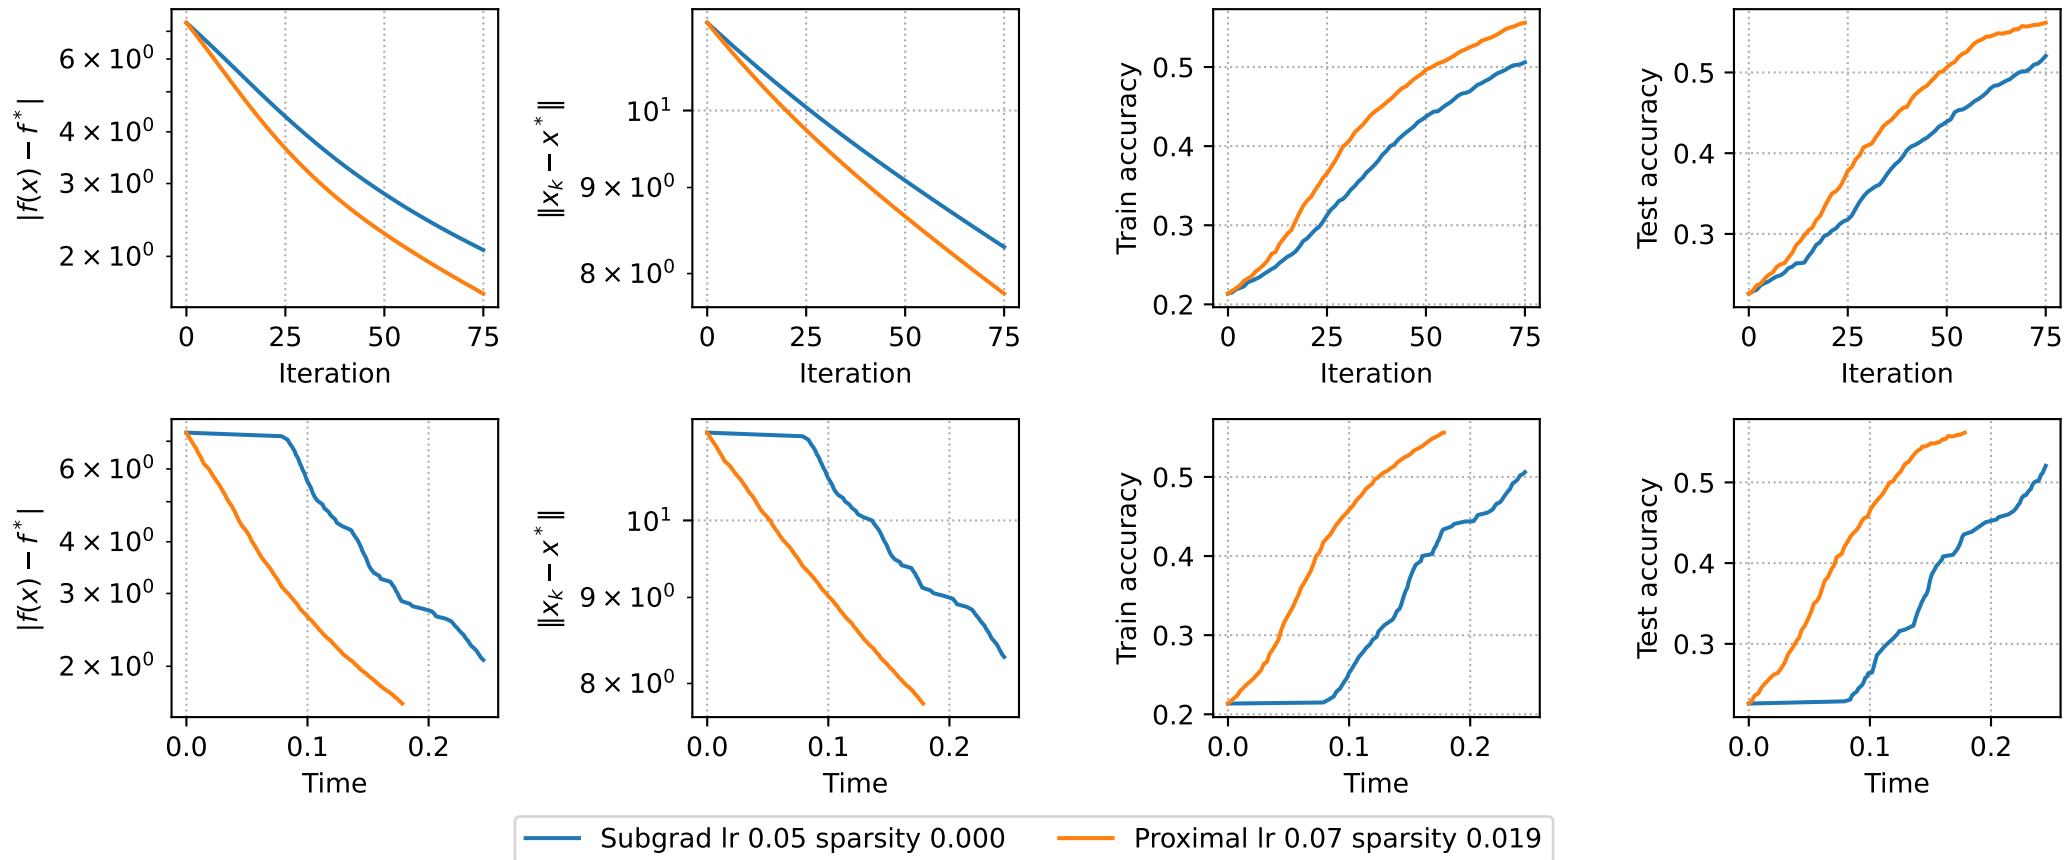 |f(x) − f*|
6 × 10⁰
4 × 10⁰
3 × 10⁰
2 × 10⁰
0 25 50 75
Iteration
‖xₖ − x*‖
10¹
9 × 10⁰
8 × 10⁰
0 25 50 75
Iteration
Train accuracy
0.5
0.4
0.3
0.2
0 25 50 75
Iteration
Test accuracy
0.5
0.4
0.3
0 25 50 75
Iteration
|f(x) − f*|
6 × 10⁰
4 × 10⁰
3 × 10⁰
2 × 10⁰
0.0 0.1 0.2
Time
‖xₖ − x*‖
10¹
9 × 10⁰
8 × 10⁰
0.0 0.1 0.2
Time
Train accuracy
0.5
0.4
0.3
0.2
0.0 0.1 0.2
Time
Test accuracy
0.5
0.4
0.3
0.0 0.1 0.2
Time
Subgrad lr 0.05 sparsity 0.000
Proximal lr 0.07 sparsity 0.019